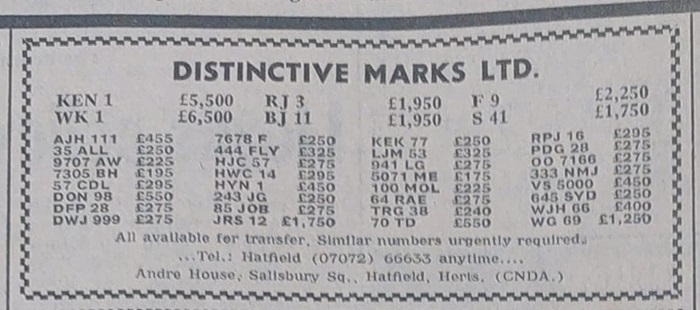 DISTINCTIVE MARKS LTD.
KEN 1 £5,500 RJ 3 £1,950 F 9 £2,250
WK 1 £6,500 BJ 11 £1,950 S 41 £1,750
AJH 111 £455 7678 F £250 KEK 77 £250 RPJ 16 £295
35 ALL £250 444 FLY £325 LJM 53 £325 PDG 28 £275
9707 AW £225 HJC 57 £275 941 LG £275 OO 7166 £275
7305 BH £195 HWC 14 £295 5071 ME £175 333 NMJ £275
57 CDL £295 HYN 1 £450 100 MOL £225 VS 5000 £450
DON 98 £550 243 JG £250 64 RAE £275 645 SYD £250
DFP 28 £275 85 JOB £275 TRG 38 £240 WJH 66 £400
DWJ 999 £275 JRS 12 £1,750 70 TD £550 WG 69 £1,250
All available for transfer. Similar numbers urgently required.
...Tel.: Hatfield (07072) 66633 anytime....
Andre House, Salisbury Sq., Hatfield, Herts. (CNDA.)